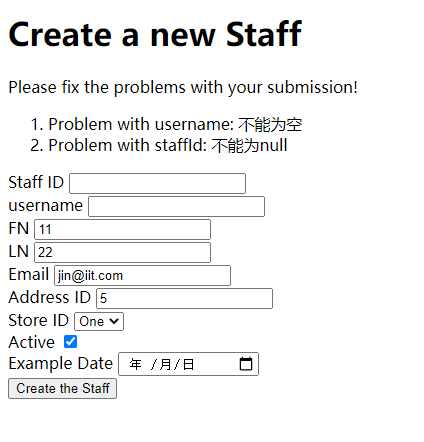 Create a new Staff
Please fix the problems with your submission!
1. Problem with username: 不能为空
2. Problem with staffId: 不能为null
Staff ID
username
FN 11
LN 22
Email jin@iit.com
Address ID 5
Store ID One
Active
Example Date 年 /月/日
Create the Staff